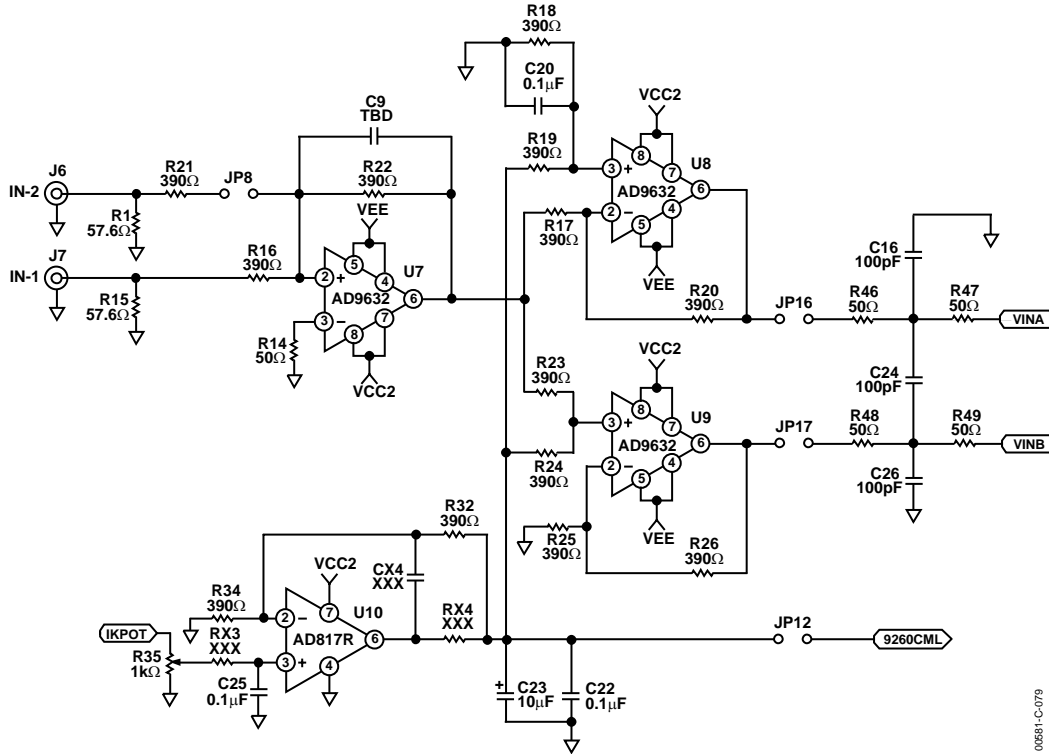 R18
390Ω
C20
0.1μF
VCC2
C9
TBD
R19
390Ω
8
3
+
7
U8
J6
R21
390Ω
JP8
R22
390Ω
AD9632
6
IN-2
R1
57.6Ω
VEE
R17
390Ω
2
−
4
5
J7
R16
390Ω
5
U7
VEE
C16
100pF
IN-1
2
+
4
R15
57.6Ω
AD9632
6
R20
390Ω
JP16
R46
50Ω
R47
50Ω
VINA
3
−
7
8
R14
50Ω
VCC2
R23
390Ω
VCC2
C24
100pF
8
U9
3
+
7
JP17
R48
50Ω
R49
50Ω
VINB
AD9632
6
R24
390Ω
2
−
4
5
C26
100pF
R32
390Ω
R25
390Ω
VEE
R26
390Ω
VCC2
CX4
XXX
R34
390Ω
U10
RX4
XXX
7
2
−
JP12
IKPOT
RX3
XXX
AD817R
6
9260CML
R35
1kΩ
3
+
4
C25
0.1μF
+
C23
10μF
C22
0.1μF
00581-C-079